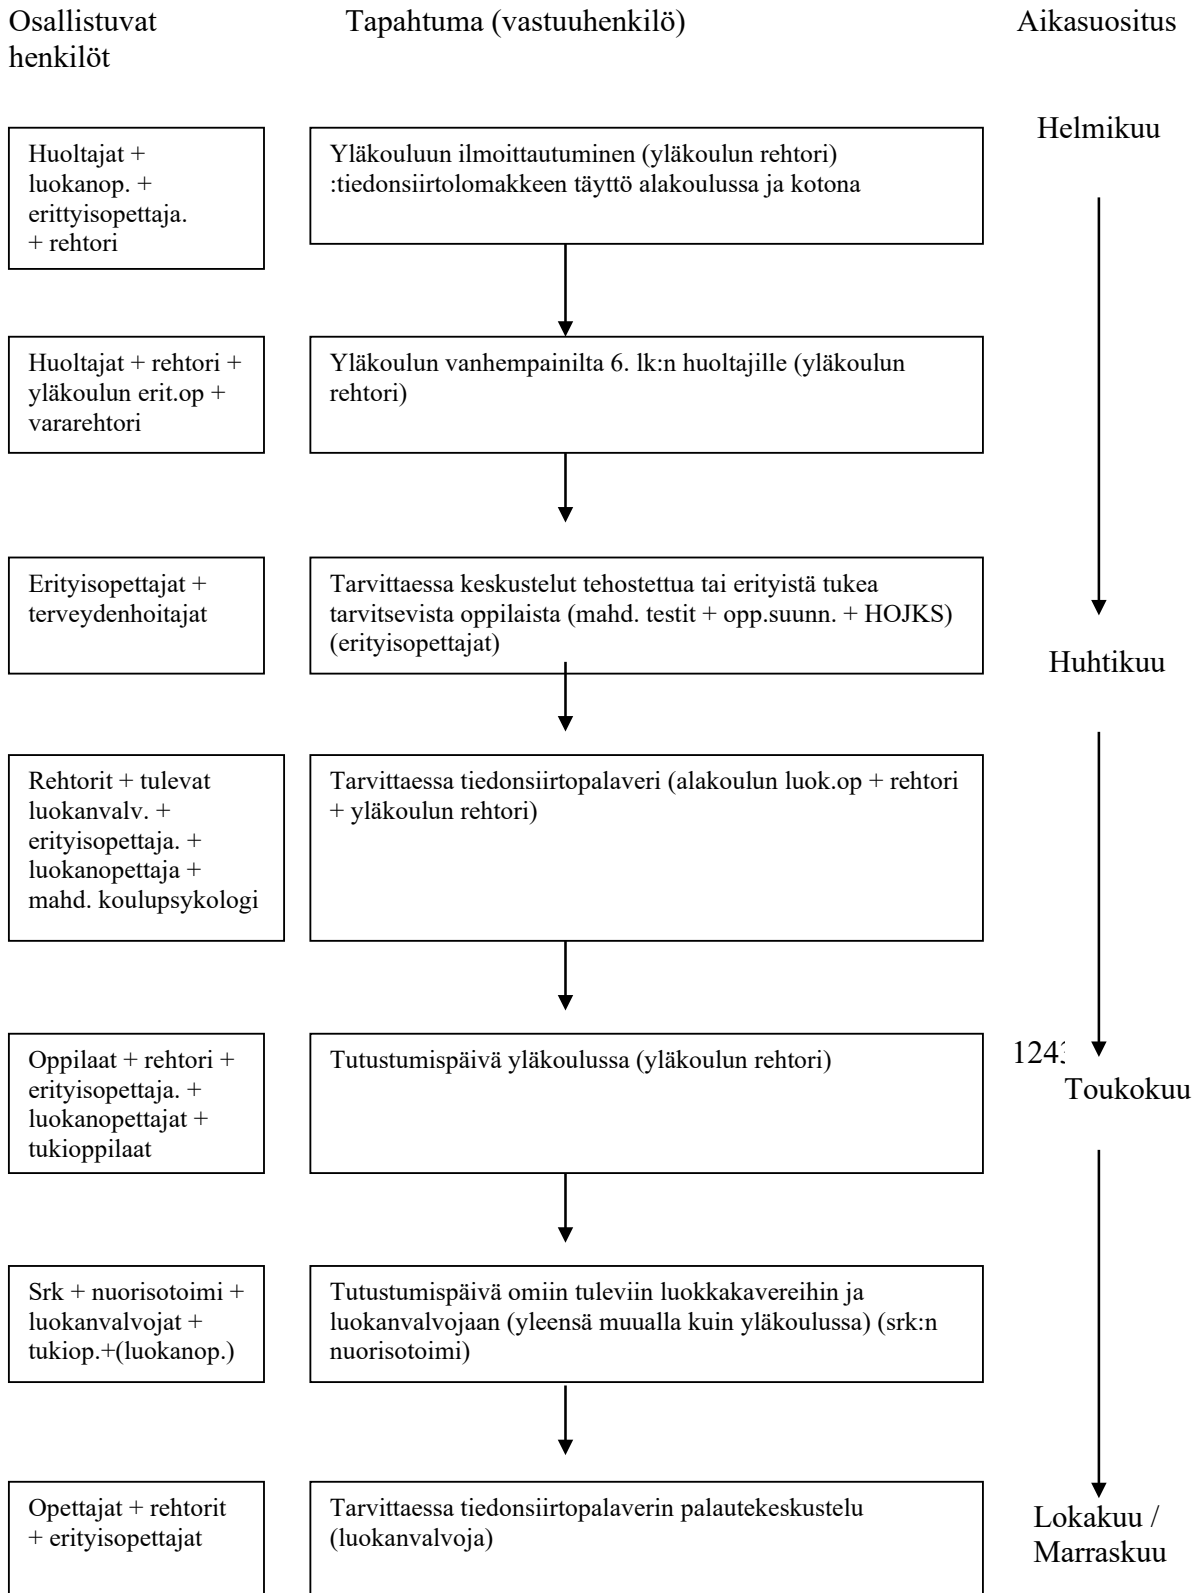 Osallistuvat henkilöt
Tapahtuma (vastuuhenkilö)
Aikasuositus
Helmikuu
Huoltajat +
luokanop. +
erittyisopettaja.
+ rehtori
Yläkouluun ilmoittautuminen (yläkoulun rehtori)
:tiedonsiirtolomakkeen täyttö alakoulussa ja kotona
Huoltajat + rehtori +
yläkoulun erit.op +
vararehtori
Yläkoulun vanhempainilta 6. lk:n huoltajille (yläkoulun
rehtori)
Erityisopettajat +
terveydenhoitajat
Tarvittaessa keskustelut tehostettua tai erityistä tukea
tarvitsevista oppilaista (mahd. testit + opp.suunn. + HOJKS)
(erityisopettajat)
Huhtikuu
Rehtorit + tulevat
luokanvalv. +
erityisopettaja. +
luokanopettaja +
mahd. koulupsykologi
Tarvittaessa tiedonsiirtopalaveri (alakoulun luok.op + rehtori
+ yläkoulun rehtori)
Oppilaat + rehtori +
erityisopettaja. +
luokanopettajat +
tukioppilaat
Tutustumispäivä yläkoulussa (yläkoulun rehtori)
Toukokuu
Srk + nuorisotoimi +
luokanvalvojat +
tukiop.+(luokanop.)
Tutustumispäivä omiin tuleviin luokkakavereihin ja
luokanvalvojaan (yleensä muualla kuin yläkoulussa) (srk:n
nuorisotoimi)
Opettajat + rehtorit
+ erityisopettajat
Tarvittaessa tiedonsiirtopalaverin palautekeskustelu
(luokanvalvoja)
Lokakuu /
Marraskuu